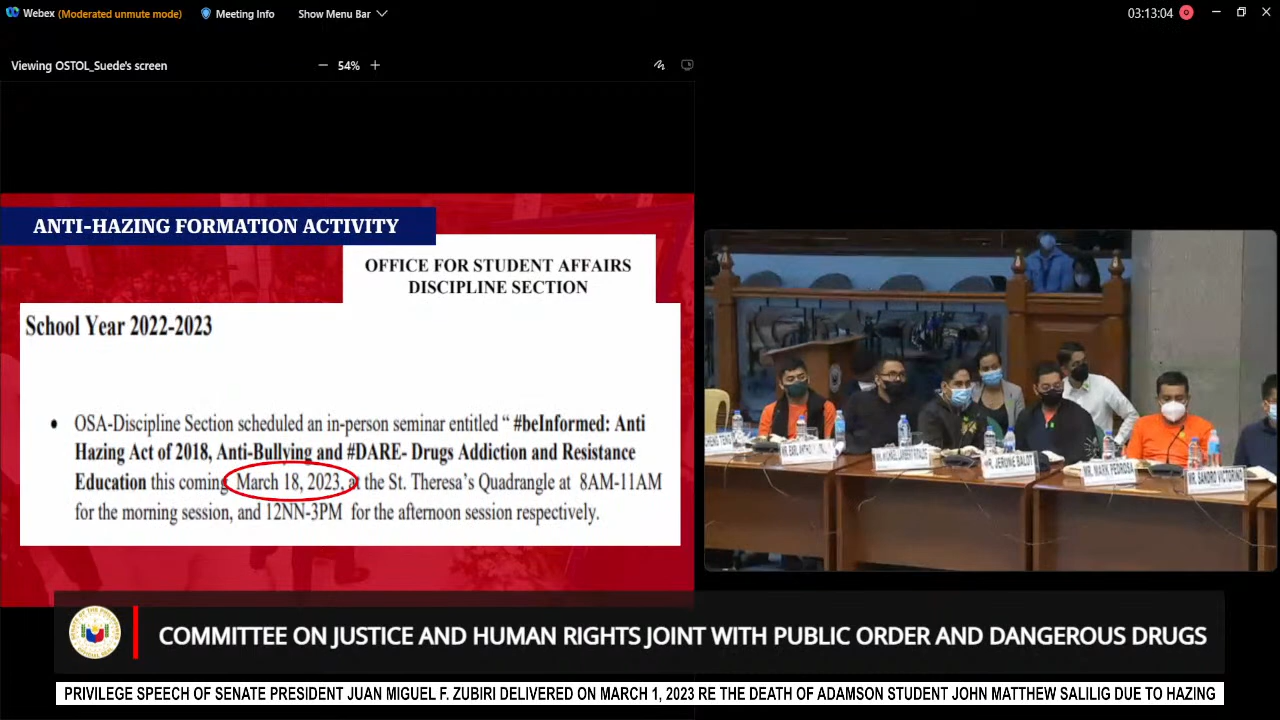 Webex (Moderated unmute mode) Meeting Info Show Menu Bar 03:13:04
Viewing OSTOL_Suede's screen 54%
ANTI-HAZING FORMATION ACTIVITY
OFFICE FOR STUDENT AFFAIRS
DISCIPLINE SECTION
School Year 2022-2023
• OSA-Discipline Section scheduled an in-person seminar entitled “ #beInformed: Anti
Hazing Act of 2018, Anti-Bullying and #DARE- Drugs Addiction and Resistance
Education this coming March 18, 2023, at the St. Theresa's Quadrangle at 8AM-11AM
for the morning session, and 12NN-3PM for the afternoon session respectively.
MR. JEROME BALOT
MR. MARK PEDROSA
MR. SANDRO VICTORINO
COMMITTEE ON JUSTICE AND HUMAN RIGHTS JOINT WITH PUBLIC ORDER AND DANGEROUS DRUGS
PRIVILEGE SPEECH OF SENATE PRESIDENT JUAN MIGUEL F. ZUBIRI DELIVERED ON MARCH 1, 2023 RE THE DEATH OF ADAMSON STUDENT JOHN MATTHEW SALILIG DUE TO HAZING